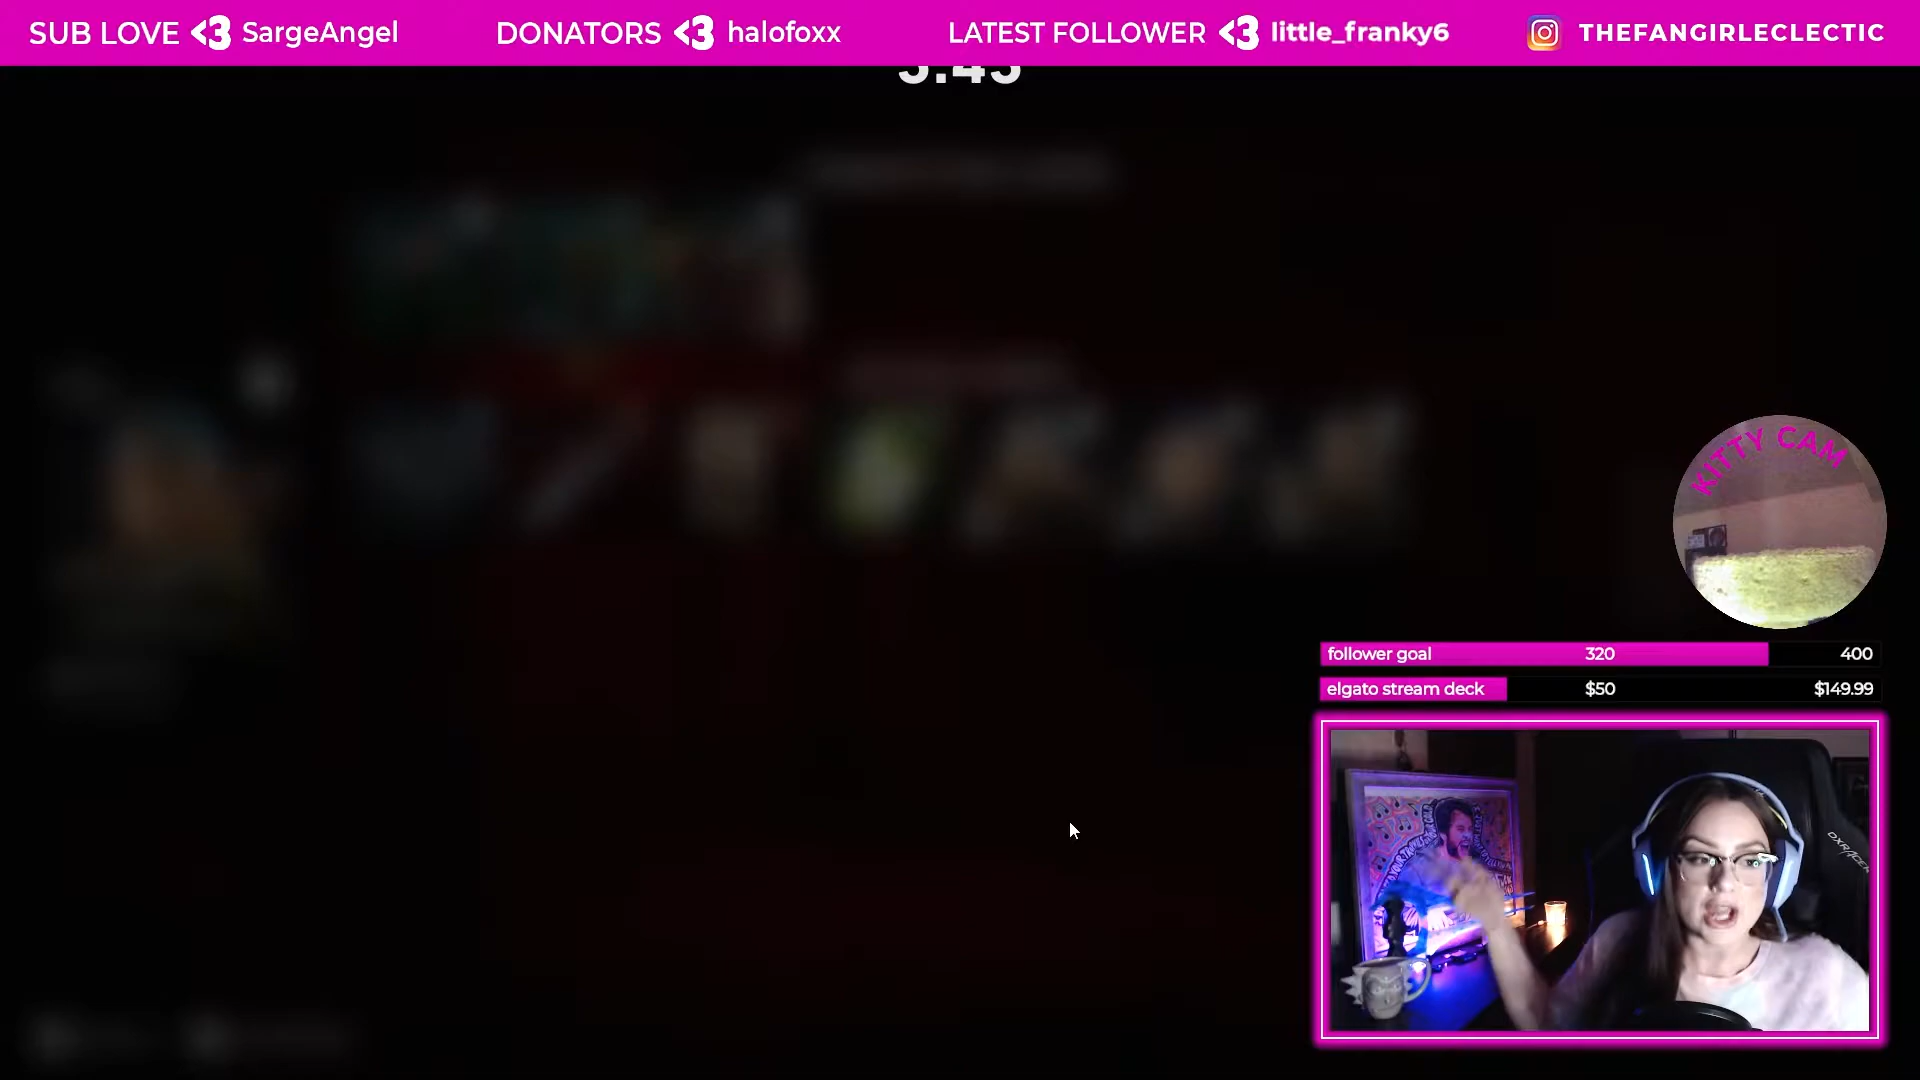 SUB LOVE <3 SargeAngel DONATORS <3 halofoxx LATEST FOLLOWER <3 little_franky6 THEFANGIRLECLECTIC
KITTY CAM
follower goal 320 400
elgato stream deck $50 $149.99
DXRACER